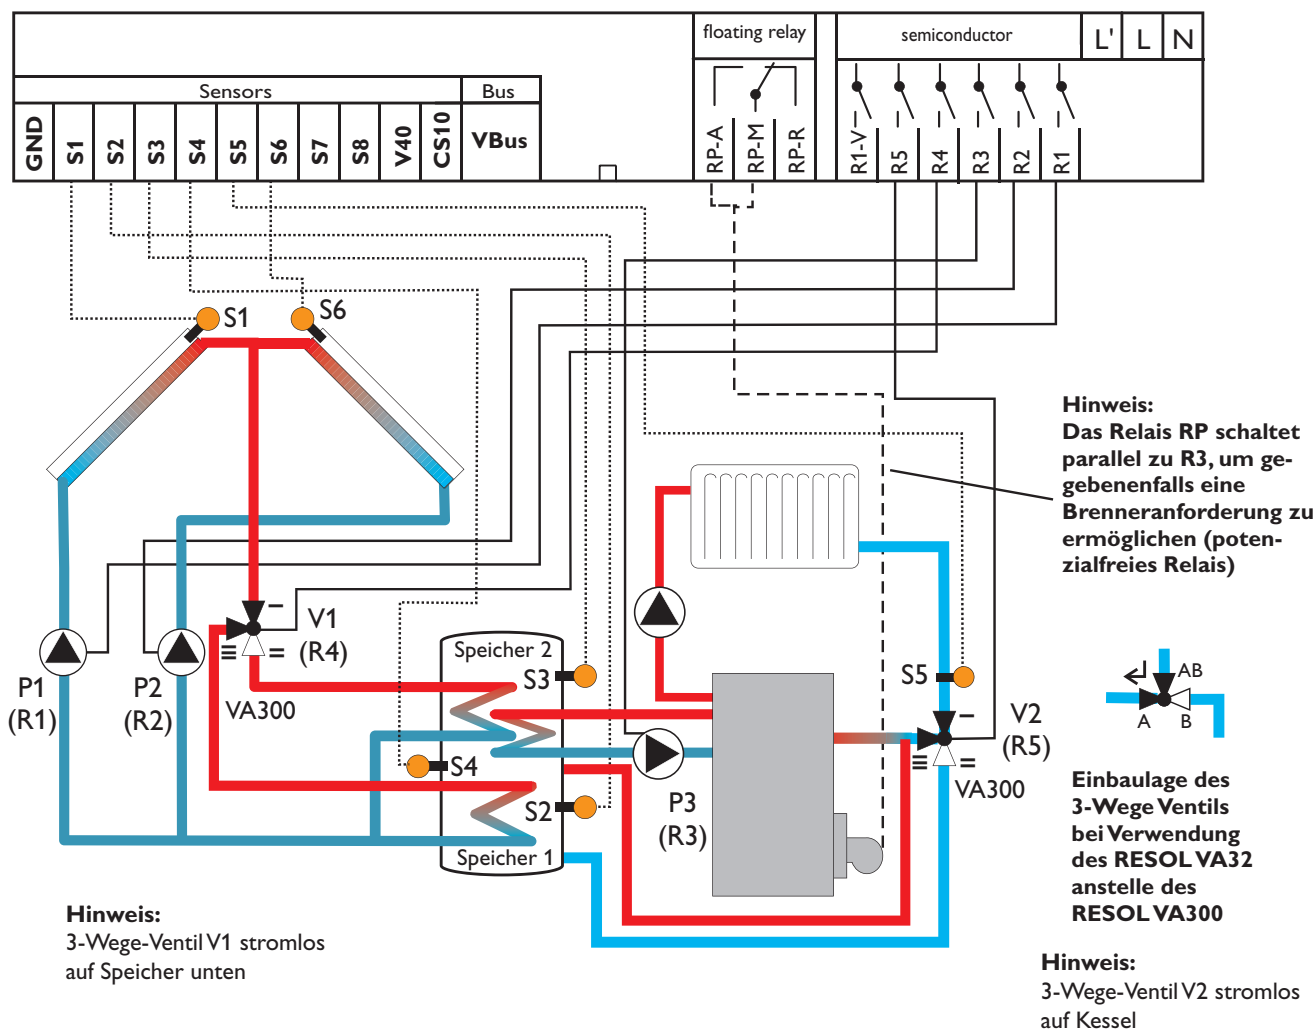 floating relay
semiconductor
L' L N
Sensors
Bus
GND S1 S2 S3 S4 S5 S6 S7 S8 V40 CS10 VBus
RP-A RP-M RP-R
R1-V R5 R4 R3 R2 R1
S1
S6
Hinweis:
Das Relais RP schaltet
parallel zu R3, um ge-
gebenenfalls eine
Brenneranforderung zu
ermöglichen (poten-
zialfreies Relais)
V1
(R4)
VA300
P1
(R1)
P2
(R2)
Speicher 2
S3
S4
S2
Speicher 1
P3
(R3)
S5
V2
(R5)
VA300
AB
A
B
Einbaulage des
3-Wege Ventils
bei Verwendung
des RESOL VA32
anstelle des
RESOL VA300
Hinweis:
3-Wege-Ventil V1 stromlos
auf Speicher unten
Hinweis:
3-Wege-Ventil V2 stromlos
auf Kessel